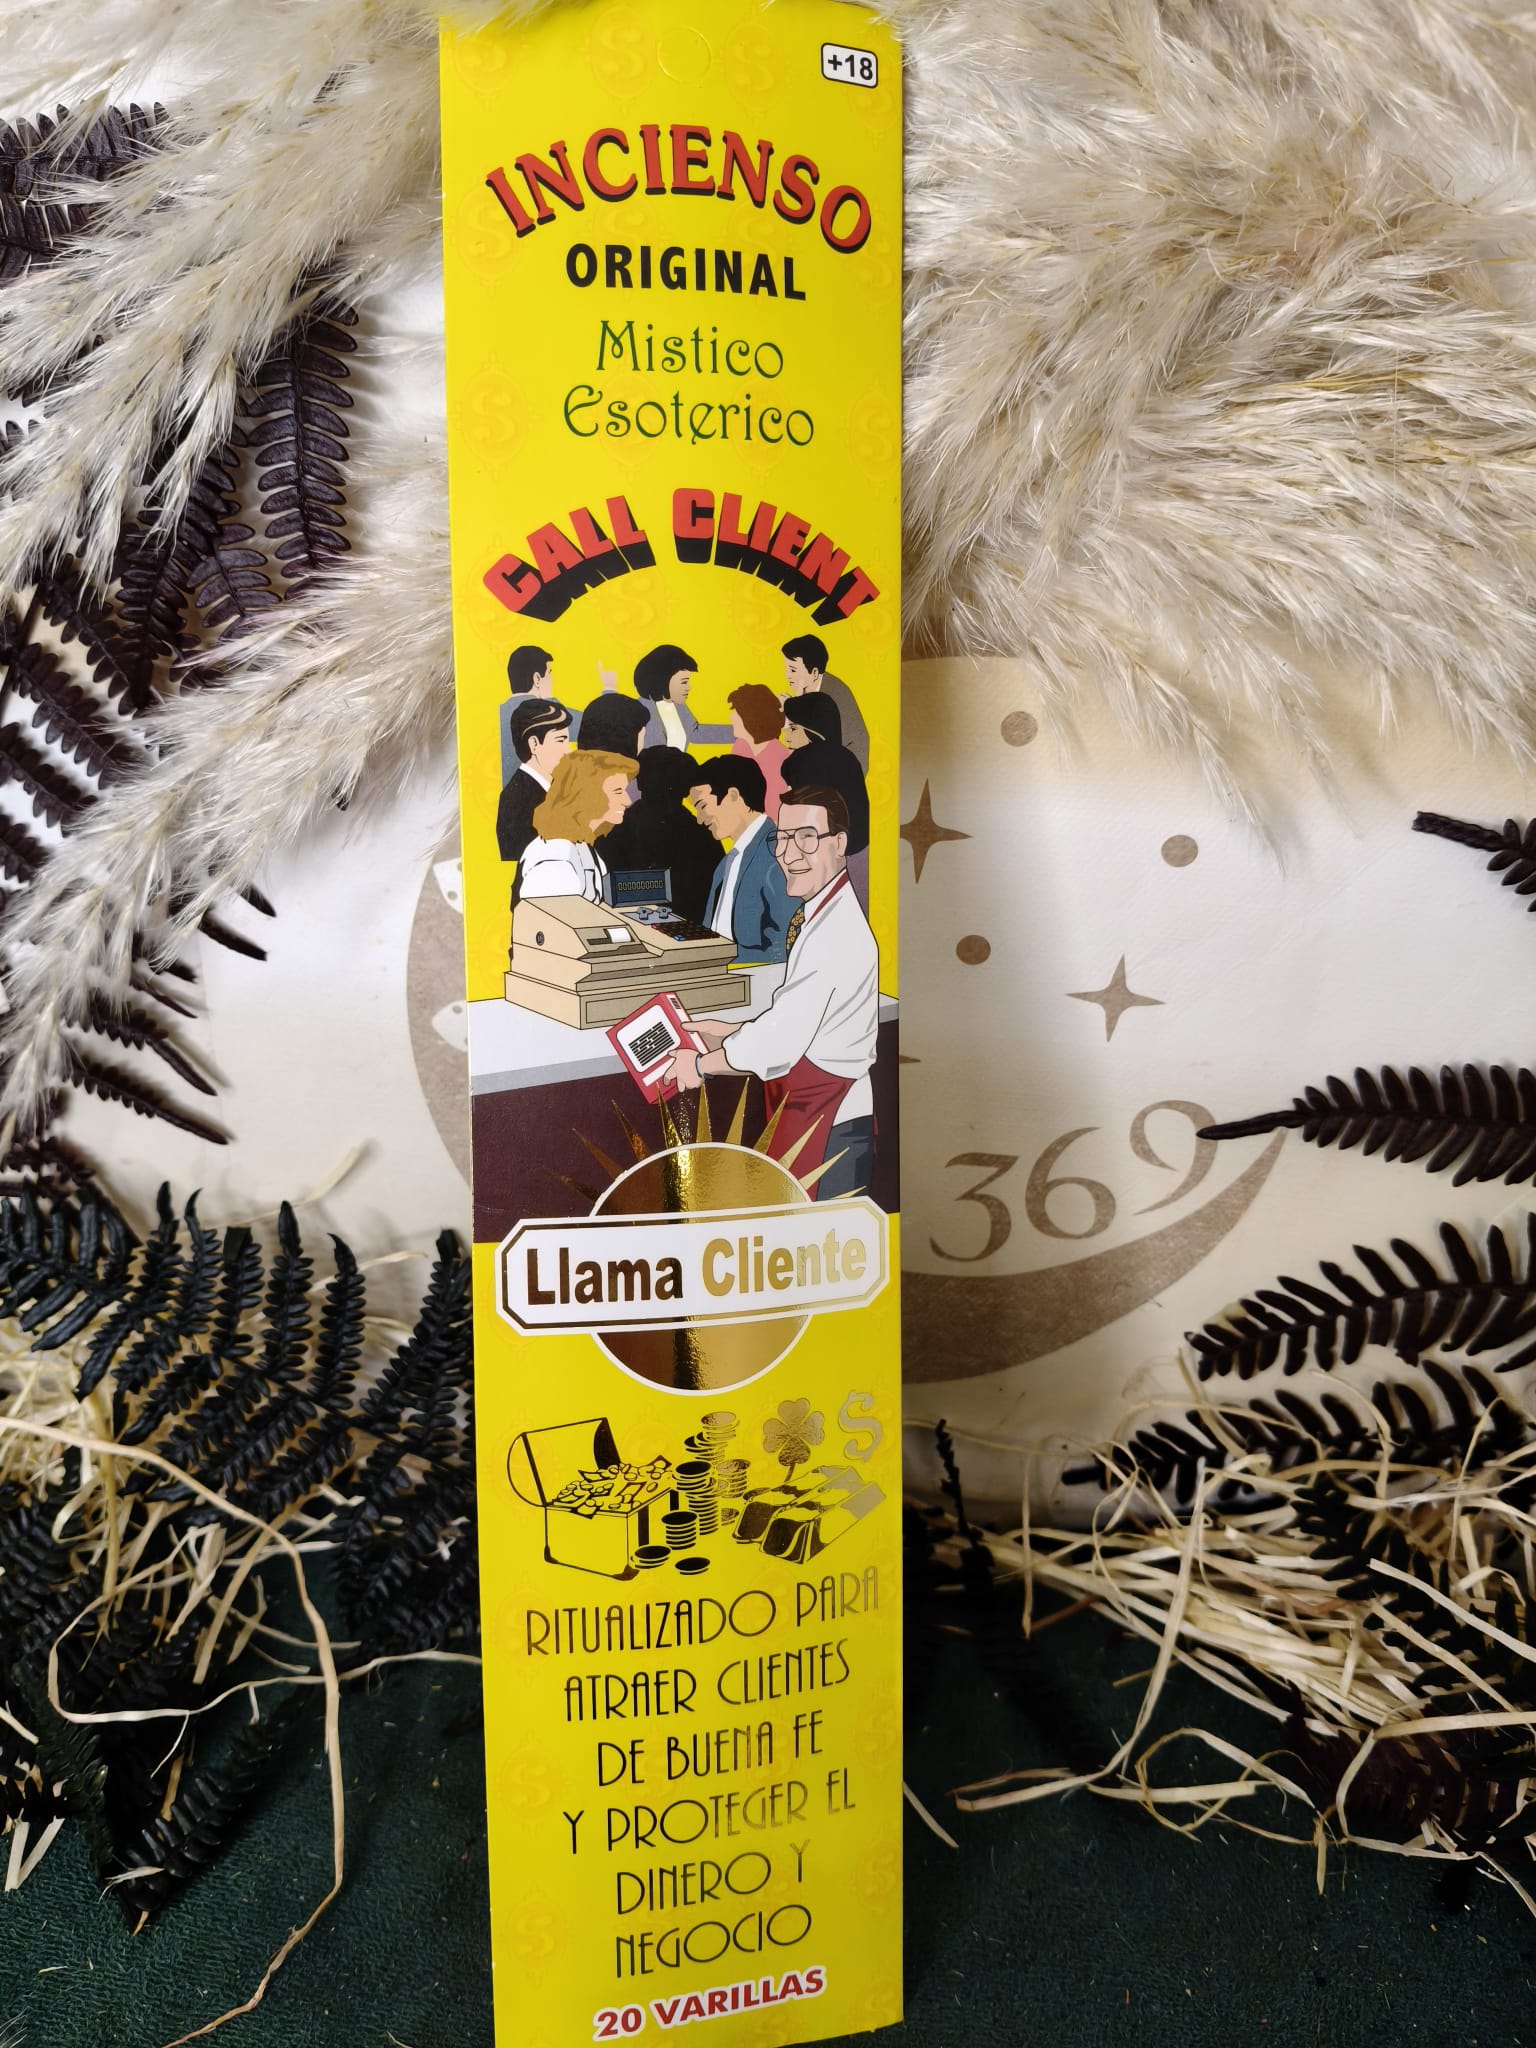 +18
INCIENSO
ORIGINAL
Mistico
Esoterico
CALL CLIENT
Llama Cliente
$
RITUALIZADO PARA
ATRAER CLIENTES
DE BUENA FE
Y PROTEGER EL
DINERO Y
NEGOCIO
20 VARILLAS
369